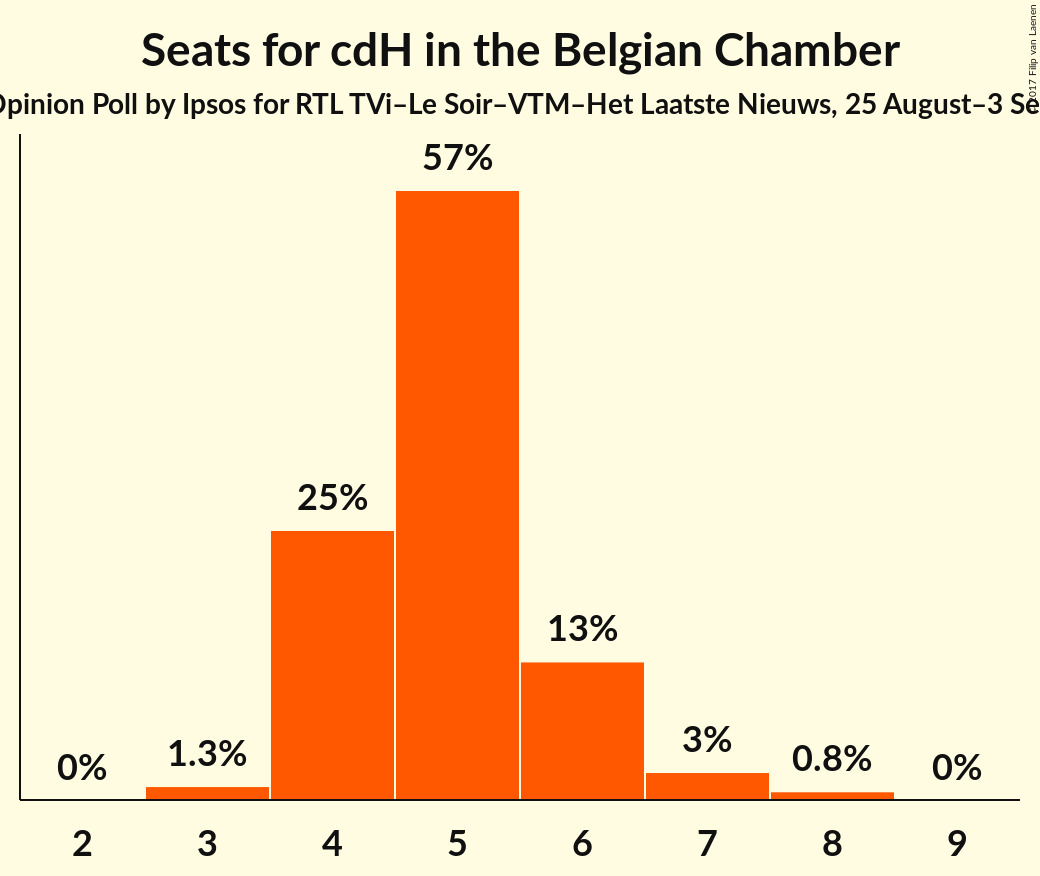 Seats for cdH in the Belgian Chamber
Opinion Poll by Ipsos for RTL TVi–Le Soir–VTM–Het Laatste Nieuws, 25 August–3 Se
2017 Filip van Laenen
57%
25%
13%
3%
1.3%
0.8%
0%
0%
2 3 4 5 6 7 8 9